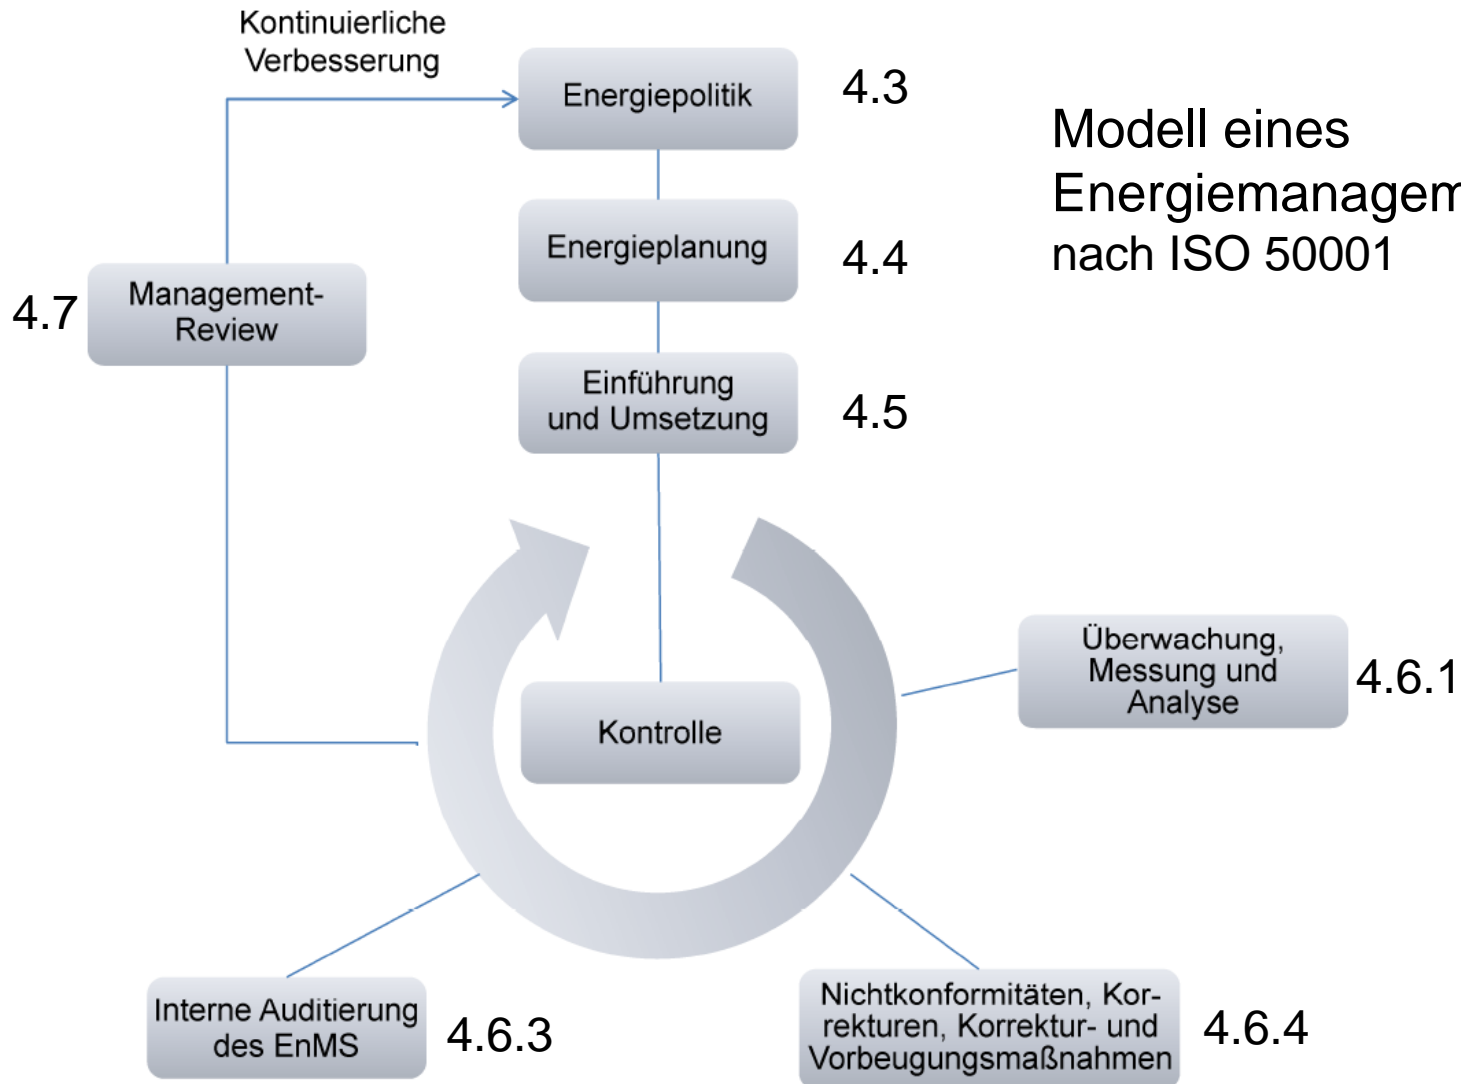 Kontinuierliche
Verbesserung
Energiepolitik
4.3
Modell eines
Energiemanagem
nach ISO 50001
Energieplanung
4.4
4.7
Management-
Review
Einführung
und Umsetzung
4.5
Kontrolle
Überwachung,
Messung und
Analyse
4.6.1
Interne Auditierung
des EnMS
4.6.3
Nichtkonformitäten, Kor-
rekturen, Korrektur- und
Vorbeugungsmaßnahmen
4.6.4